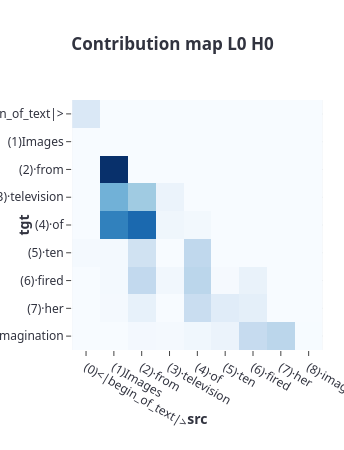 Contribution map L0 H0
n_of_text|>
(1)Images
(2)·from
3)·television
(4)·of
(5)·ten
(6)·fired
(7)·her
magination
tgt
(0)<|begin_of_text|>
(1)Images
(2)·from
(3)·television
(4)·of
(5)·ten
(6)·fired
(7)·her
(8)·imag
src